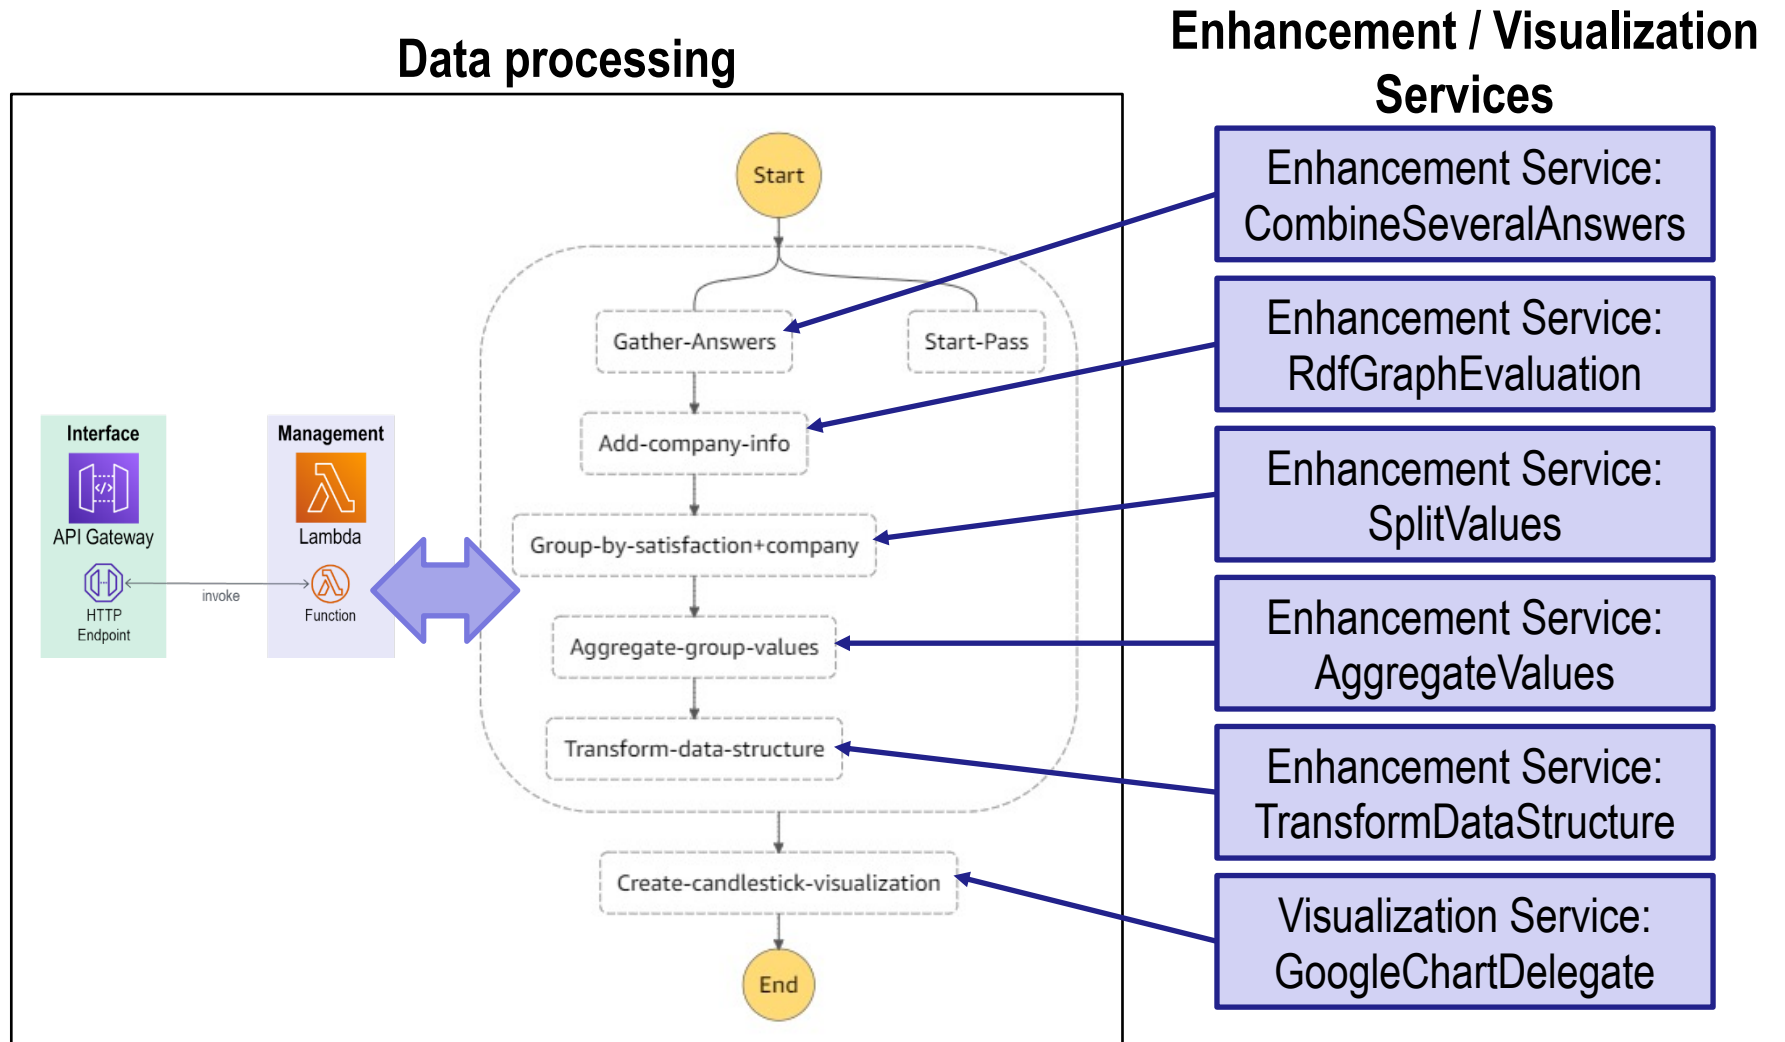 Data processing
Enhancement / Visualization
Services
Start
Gather-Answers
Start-Pass
Add-company-info
Group-by-satisfaction+company
Aggregate-group-values
Transform-data-structure
Create-candlestick-visualization
End
Interface
</>
API Gateway
HTTP
Endpoint
invoke
Management
Lambda
Function
Enhancement Service:
CombineSeveralAnswers
Enhancement Service:
RdfGraphEvaluation
Enhancement Service:
SplitValues
Enhancement Service:
AggregateValues
Enhancement Service:
TransformDataStructure
Visualization Service:
GoogleChartDelegate